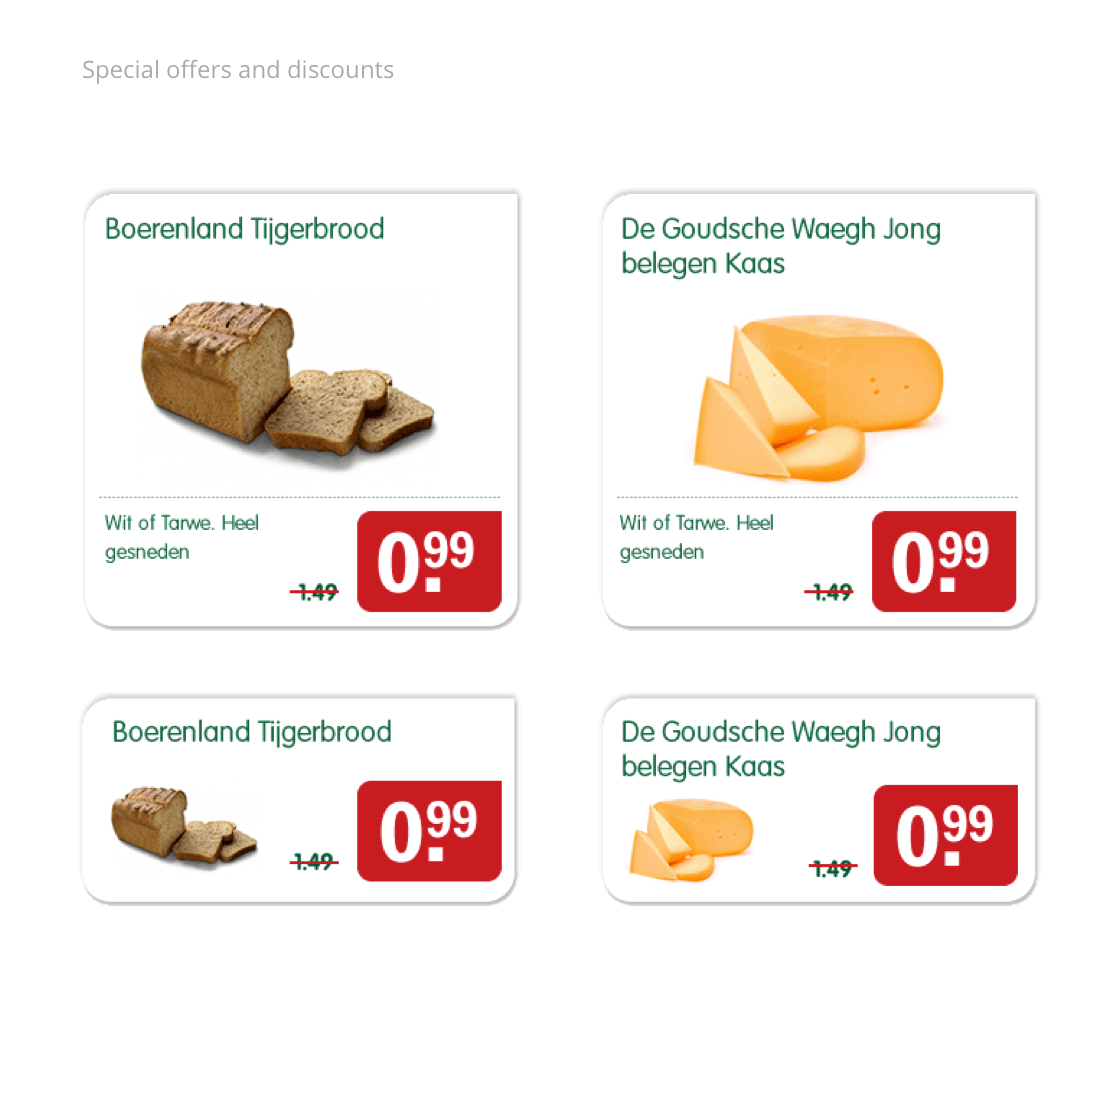 Special offers and discounts
Boerenland Tijgerbrood
Wit of Tarwe. Heel
gesneden
1.49
0.99
De Goudsche Waegh Jong
belegen Kaas
Wit of Tarwe. Heel
gesneden
1.49
0.99
Boerenland Tijgerbrood
1.49
0.99
De Goudsche Waegh Jong
belegen Kaas
1.49
0.99